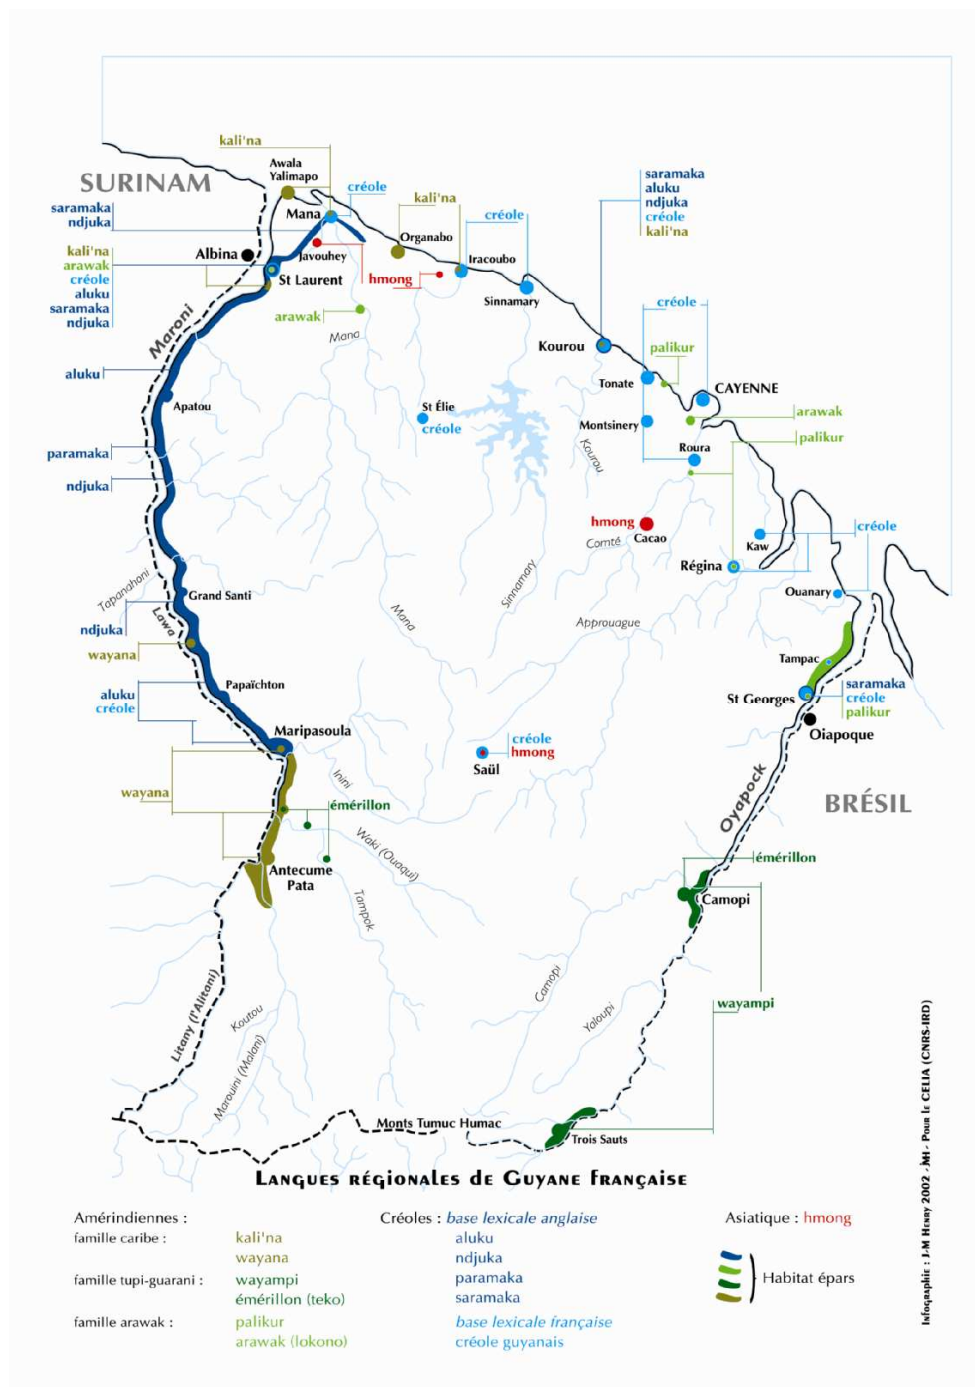 kali'na
Awala
Yalimapo
SURINAM
créole
kali'na
saramaka
aluku
ndjuka
créole
kali'na
saramaka
ndjuka
Mana
créole
Organabo
Albina
Javouhey
Iracoubo
kali'na
arawak
créole
aluku
saramaka
ndjuka
St Laurent
hmong
Sinnamary
créole
Maroni
arawak
Mana
Kourou
palikur
aluku
Tonate
CAYENNE
Apatou
St Élie
créole
Montsinery
arawak
palikur
Roura
Kourou
paramaka
ndjuka
hmong
Cacao
Comté
créole
Kaw
Régina
Tapanahoni
Grand Santi
Sinnamary
Ouanary
Lawa
Mana
Approuague
ndjuka
wayana
Tampac
Papaïchton
aluku
créole
St Georges
saramaka
créole
palikur
Maripasoula
Oiapoque
créole
hmong
Saül
Inini
wayana
émérillon
Oyapock
BRÉSIL
Waki (Ouaqui)
émérillon
Antecume
Pata
Tampok
Camopi
Camopi
wayampi
Yaloupi
Litany (l'Alitani)
Koutou
Marouini (Malani)
Monts Tumuc Humac
Trois Sauts
Langues régionales de Guyane française
Amérindiennes :
famille caribe :
kali'na
wayana
famille tupi-guarani :
wayampi
émérillon (teko)
famille arawak :
palikur
arawak (lokono)
Créoles : base lexicale anglaise
aluku
ndjuka
paramaka
saramaka
base lexicale française
créole guyanais
Asiatique : hmong
Habitat épars
Infographie : J-M Henry 2002 - JMH - Pour le CELIA (CNRS-IRD)